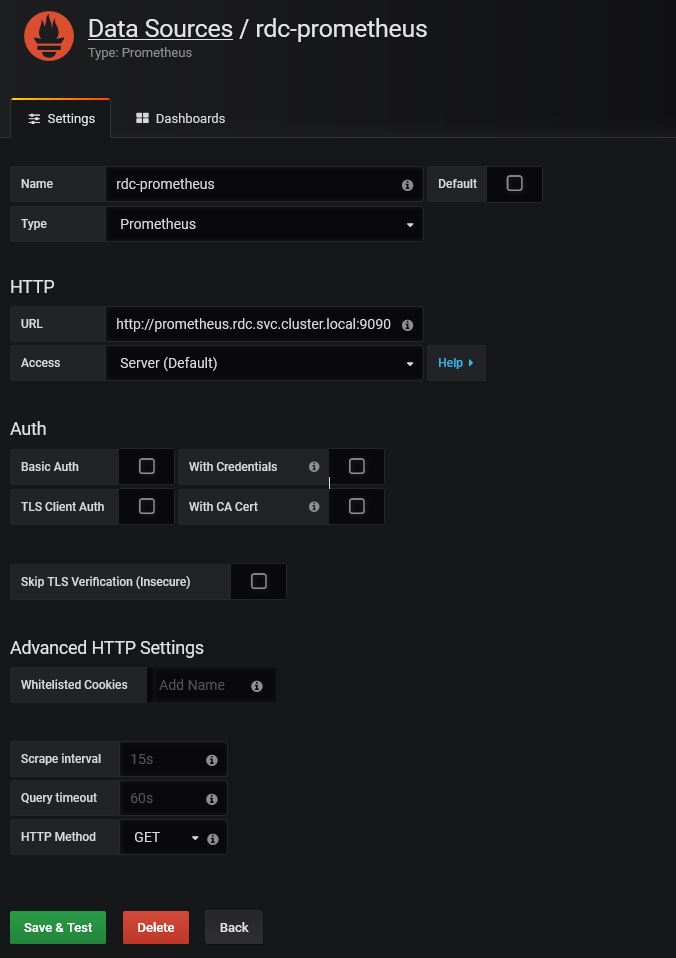 Data Sources / rdc-prometheus
Type: Prometheus
Settings Dashboards
Name rdc-prometheus Default
Type Prometheus
HTTP
URL http://prometheus.rdc.svc.cluster.local:9090
Access Server (Default) Help
Auth
Basic Auth With Credentials
TLS Client Auth With CA Cert
Skip TLS Verification (Insecure)
Advanced HTTP Settings
Whitelisted Cookies Add Name
Scrape interval 15s
Query timeout 60s
HTTP Method GET
Save & Test Delete Back